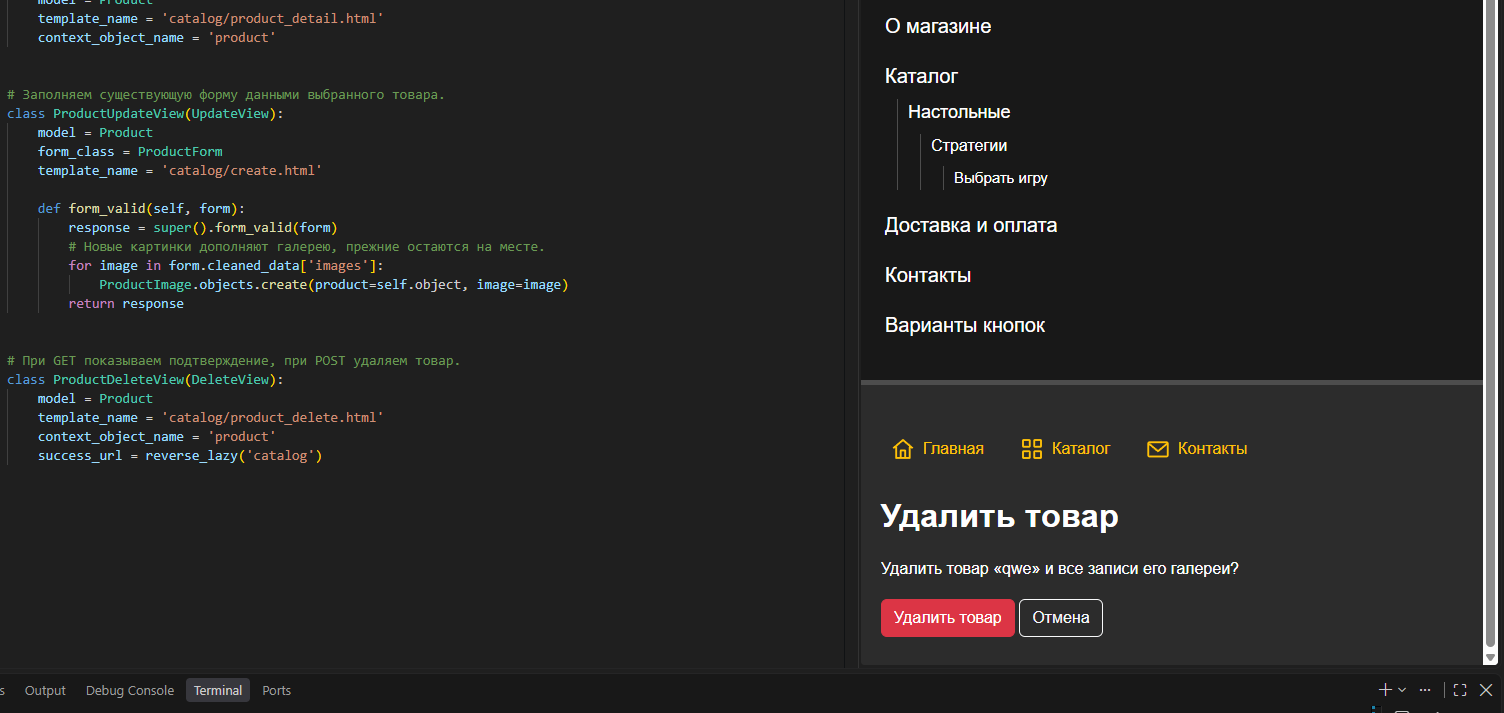 model = Product
template_name = 'catalog/product_detail.html'
context_object_name = 'product'
# Заполняем существующую форму данными выбранного товара.
class ProductUpdateView(UpdateView):
model = Product
form_class = ProductForm
template_name = 'catalog/create.html'
def form_valid(self, form):
response = super().form_valid(form)
# Новые картинки дополняют галерею, прежние остаются на месте.
for image in form.cleaned_data['images']:
ProductImage.objects.create(product=self.object, image=image)
return response
# При GET показываем подтверждение, при POST удаляем товар.
class ProductDeleteView(DeleteView):
model = Product
template_name = 'catalog/product_delete.html'
context_object_name = 'product'
success_url = reverse_lazy('catalog')
О магазине
Каталог
Настольные
Стратегии
Выбрать игру
Доставка и оплата
Контакты
Варианты кнопок
Главная Каталог Контакты
Удалить товар
Удалить товар «qwe» и все записи его галереи?
Удалить товар Отмена
Output Debug Console Terminal Ports